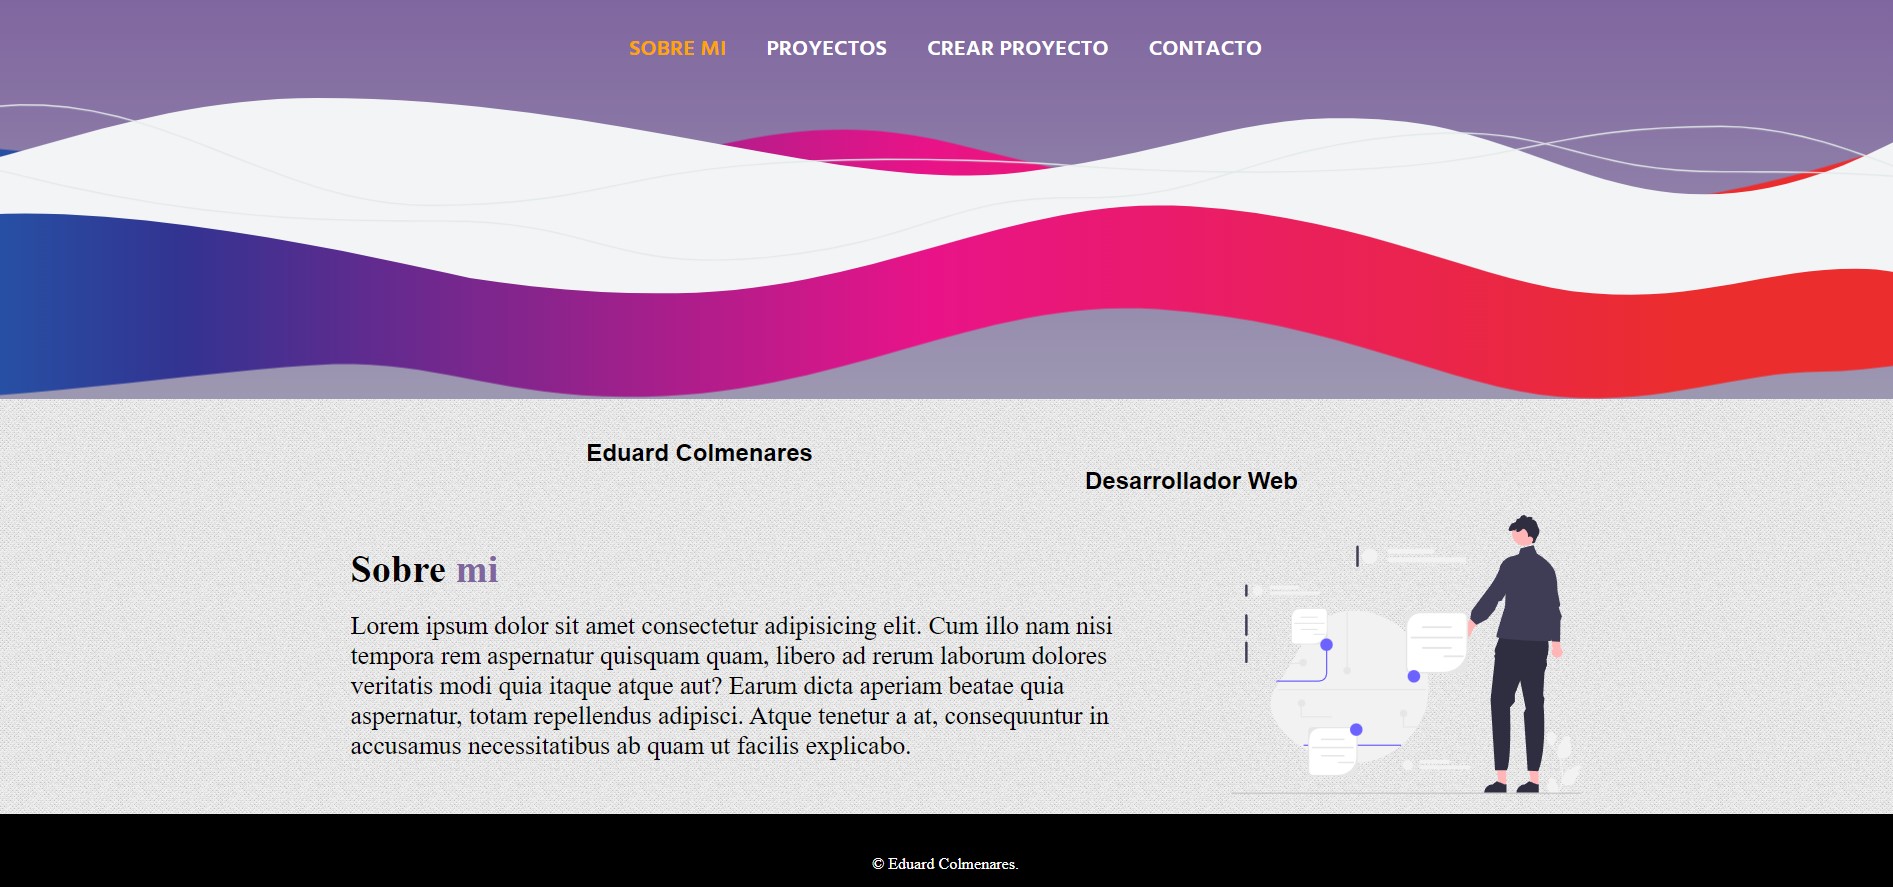 SOBRE MI PROYECTOS CREAR PROYECTO CONTACTO
Eduard Colmenares
Desarrollador Web
Sobre mi
Lorem ipsum dolor sit amet consectetur adipisicing elit. Cum illo nam nisi
tempora rem aspernatur quisquam quam, libero ad rerum laborum dolores
veritatis modi quia itaque atque aut? Earum dicta aperiam beatae quia
aspernatur, totam repellendus adipisci. Atque tenetur a at, consequuntur in
accusamus necessitatibus ab quam ut facilis explicabo.
© Eduard Colmenares.